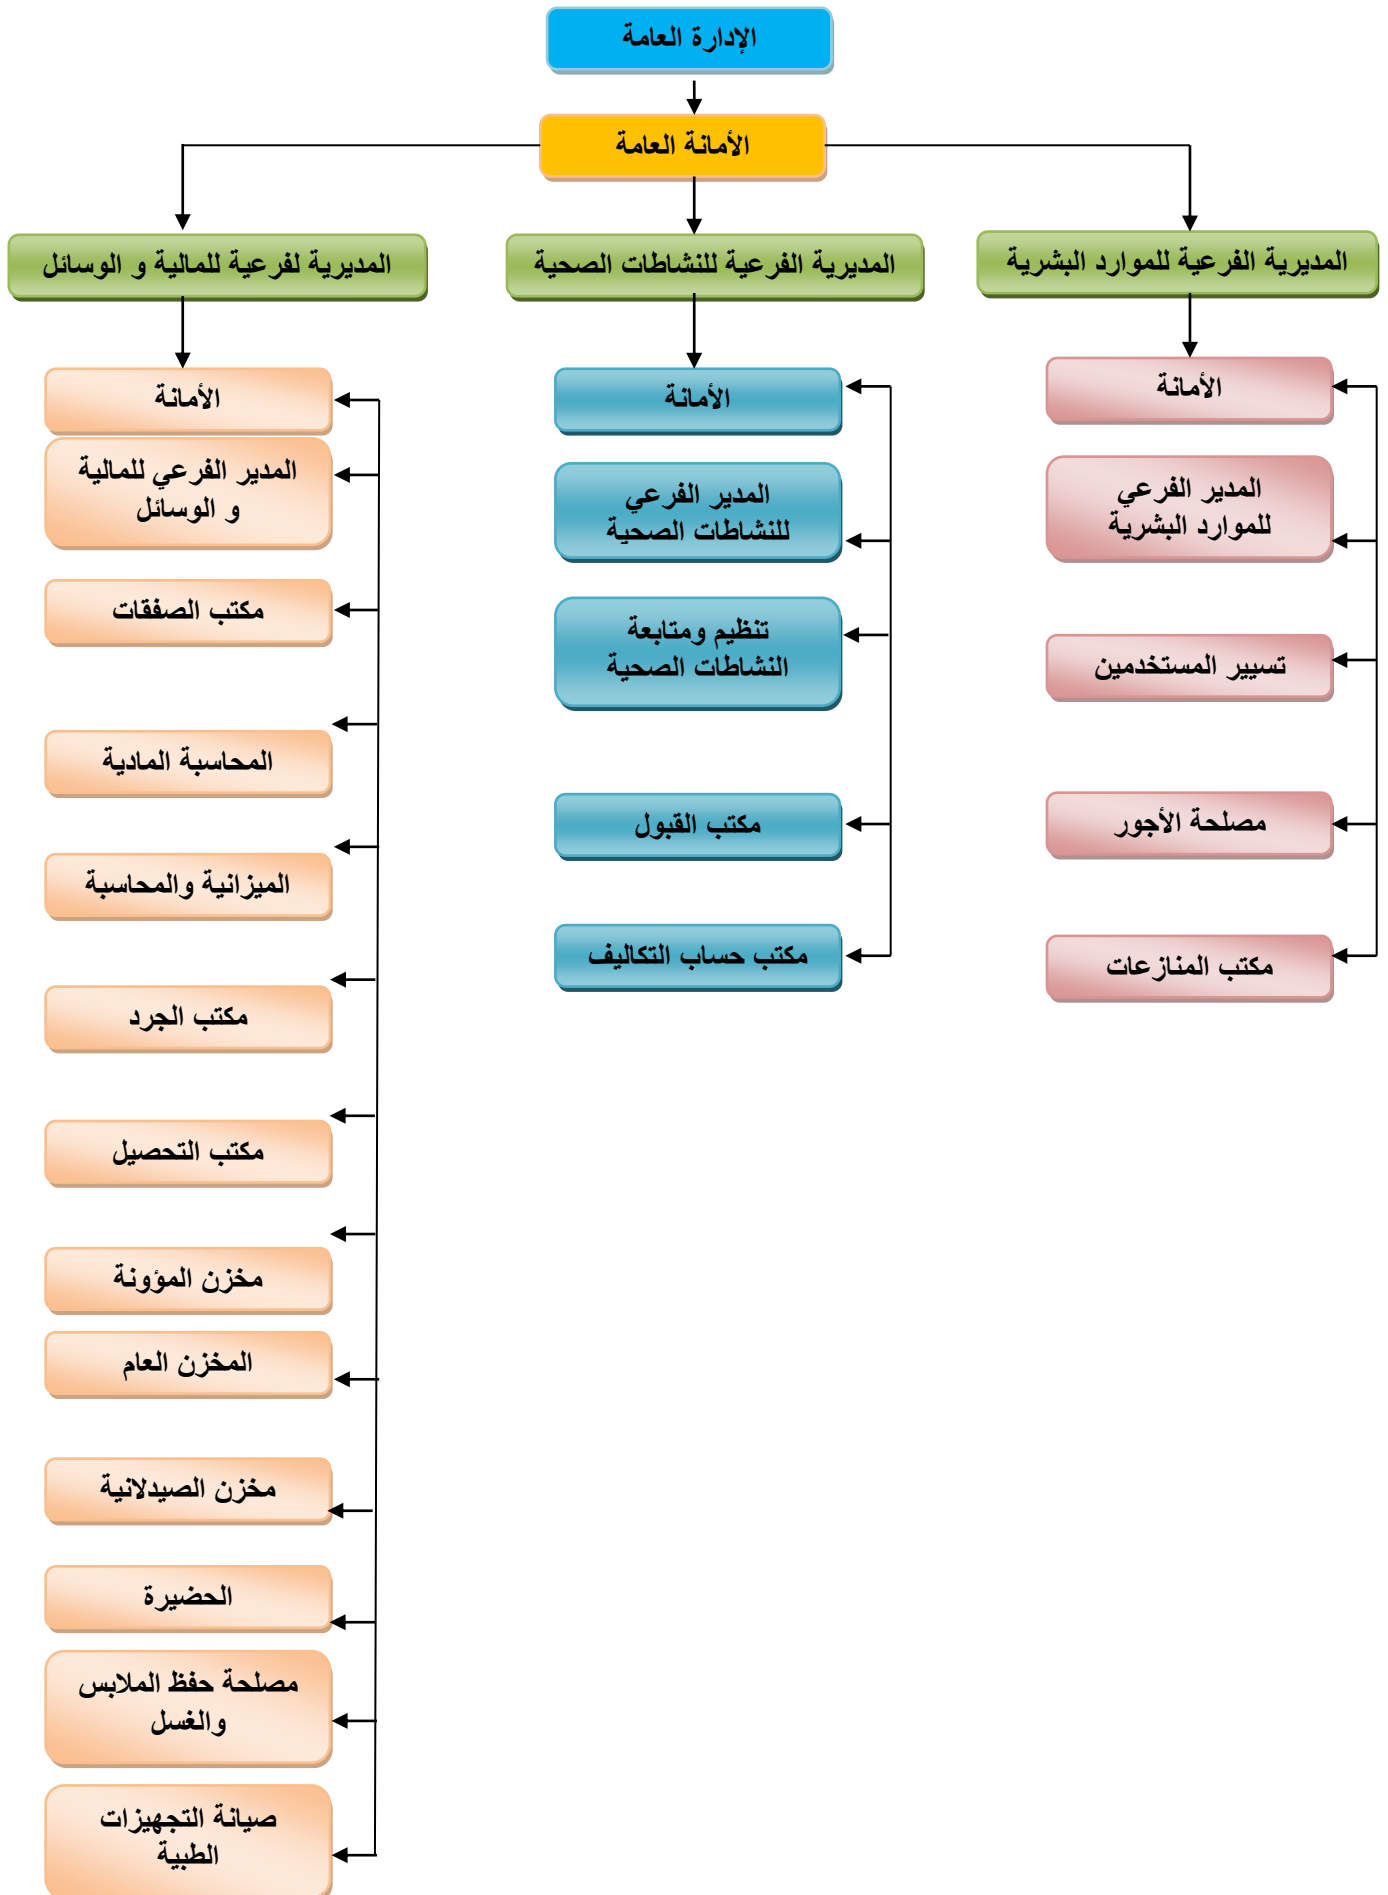 الإدارة العامة
الأمانة العامة
المديرية الفرعية للموارد البشرية
المديرية الفرعية للنشاطات الصحية
المديرية لفرعية للمالية و الوسائل
الأمانة
المدير الفرعي
للموارد البشرية
تسيير المستخدمين
مصلحة الأجور
مكتب المنازعات
الأمانة
المدير الفرعي
للنشاطات الصحية
تنظيم ومتابعة
النشاطات الصحية
مكتب القبول
مكتب حساب التكاليف
الأمانة
المدير الفرعي للمالية
و الوسائل
مكتب الصفقات
المحاسبة المادية
الميزانية والمحاسبة
مكتب الجرد
مكتب التحصيل
مخزن المؤونة
المخزن العام
مخزن الصيدلانية
الحضيرة
مصلحة حفظ الملابس
والغسل
صيانة التجهيزات
الطبية